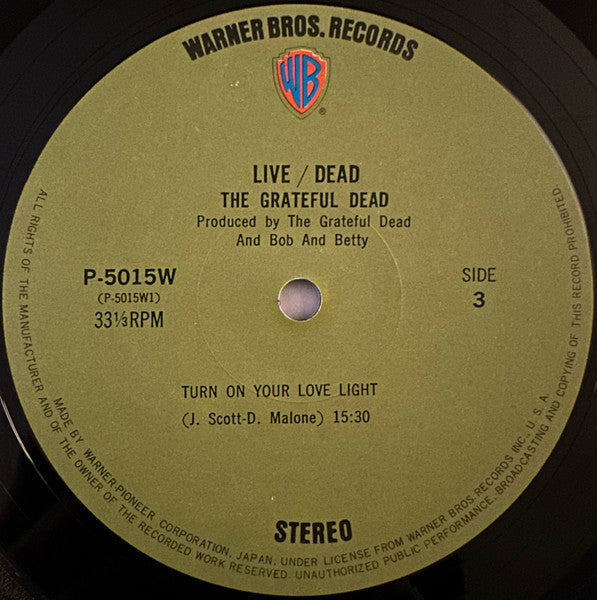 WARNER BROS. RECORDS
WB
®
LIVE / DEAD
THE GRATEFUL DEAD
Produced by The Grateful Dead
And Bob And Betty
P-5015W
(P-5015W1)
33⅓RPM
SIDE
3
TURN ON YOUR LOVE LIGHT
(J. Scott-D. Malone) 15:30
STEREO
MADE BY WARNER-PIONEER CORPORATION, JAPAN, UNDER LICENSE FROM WARNER BROS. RECORDS INC., U.S.A.
ALL RIGHTS OF THE MANUFACTURER AND OF THE OWNER OF THE RECORDED WORK RESERVED. UNAUTHORIZED PUBLIC PERFORMANCE, BROADCASTING AND COPYING OF THIS RECORD PROHIBITED